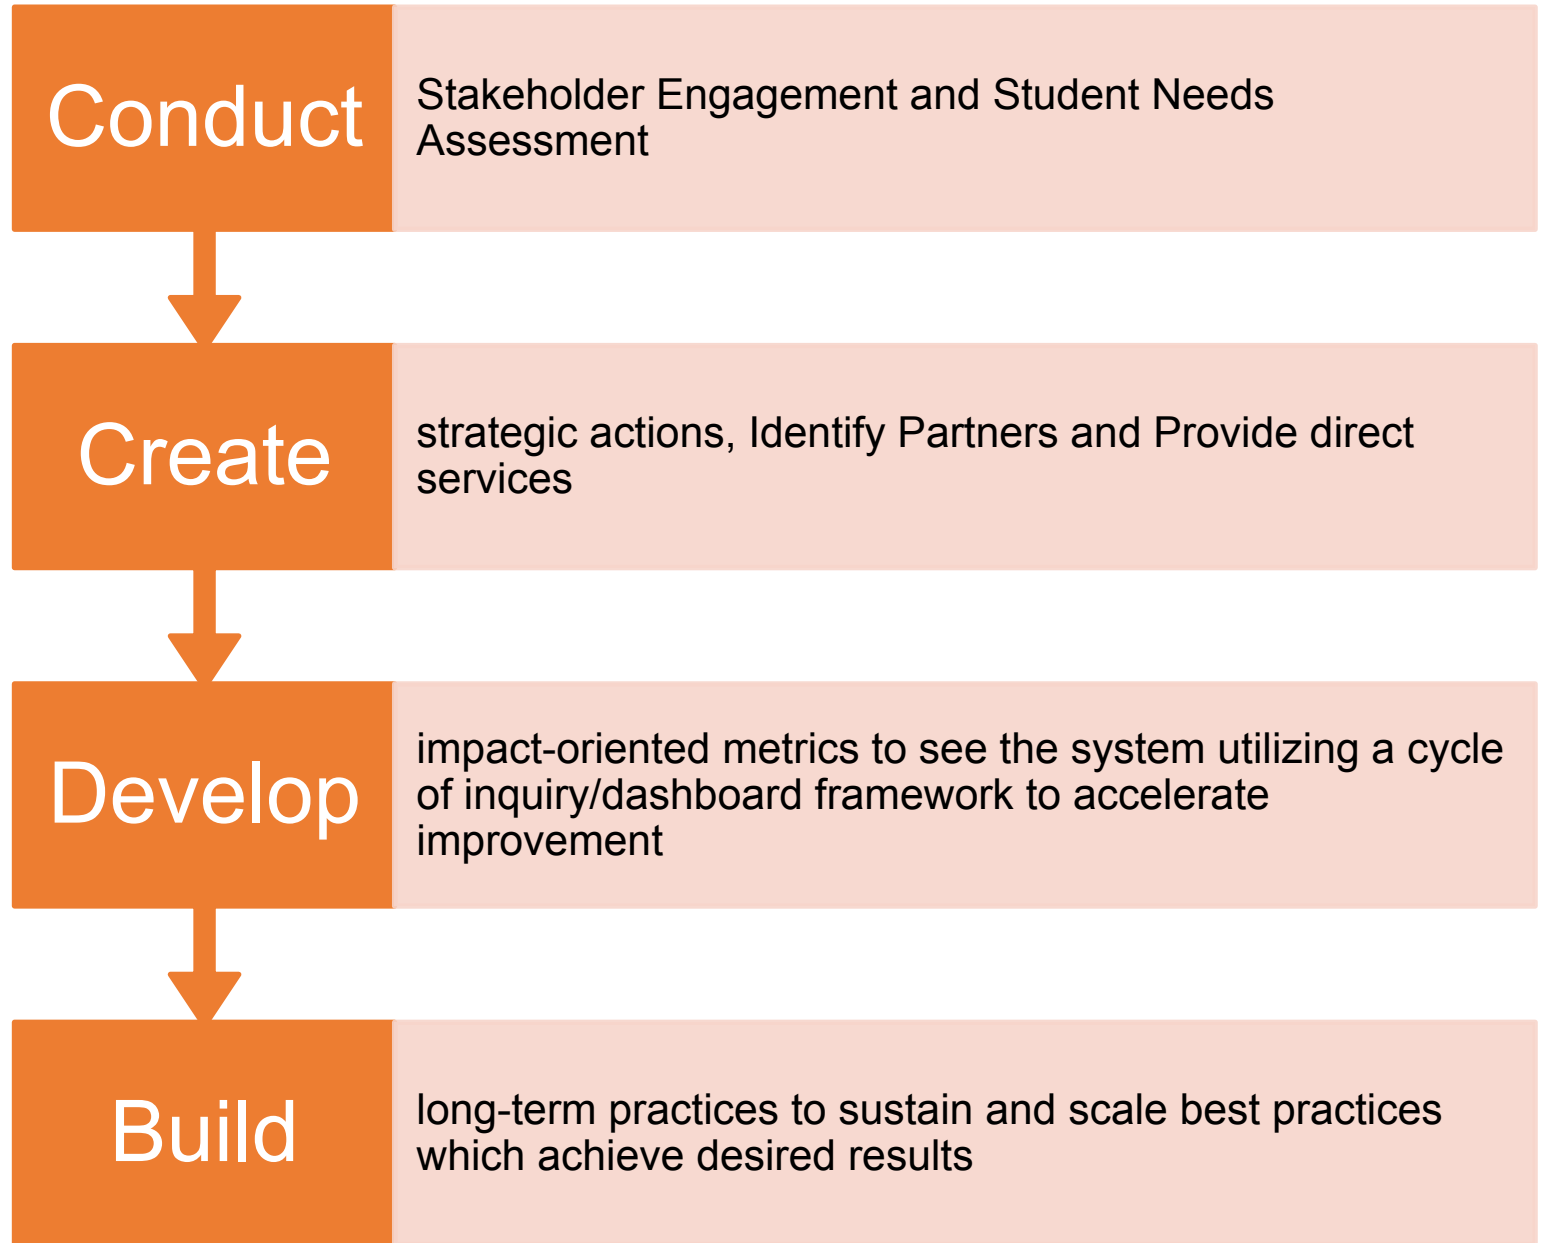 Conduct
Stakeholder Engagement and Student Needs
Assessment
Create
strategic actions, Identify Partners and Provide direct
services
Develop
impact-oriented metrics to see the system utilizing a cycle
of inquiry/dashboard framework to accelerate
improvement
Build
long-term practices to sustain and scale best practices
which achieve desired results